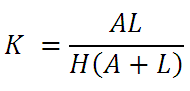 K = AL / H(A + L)